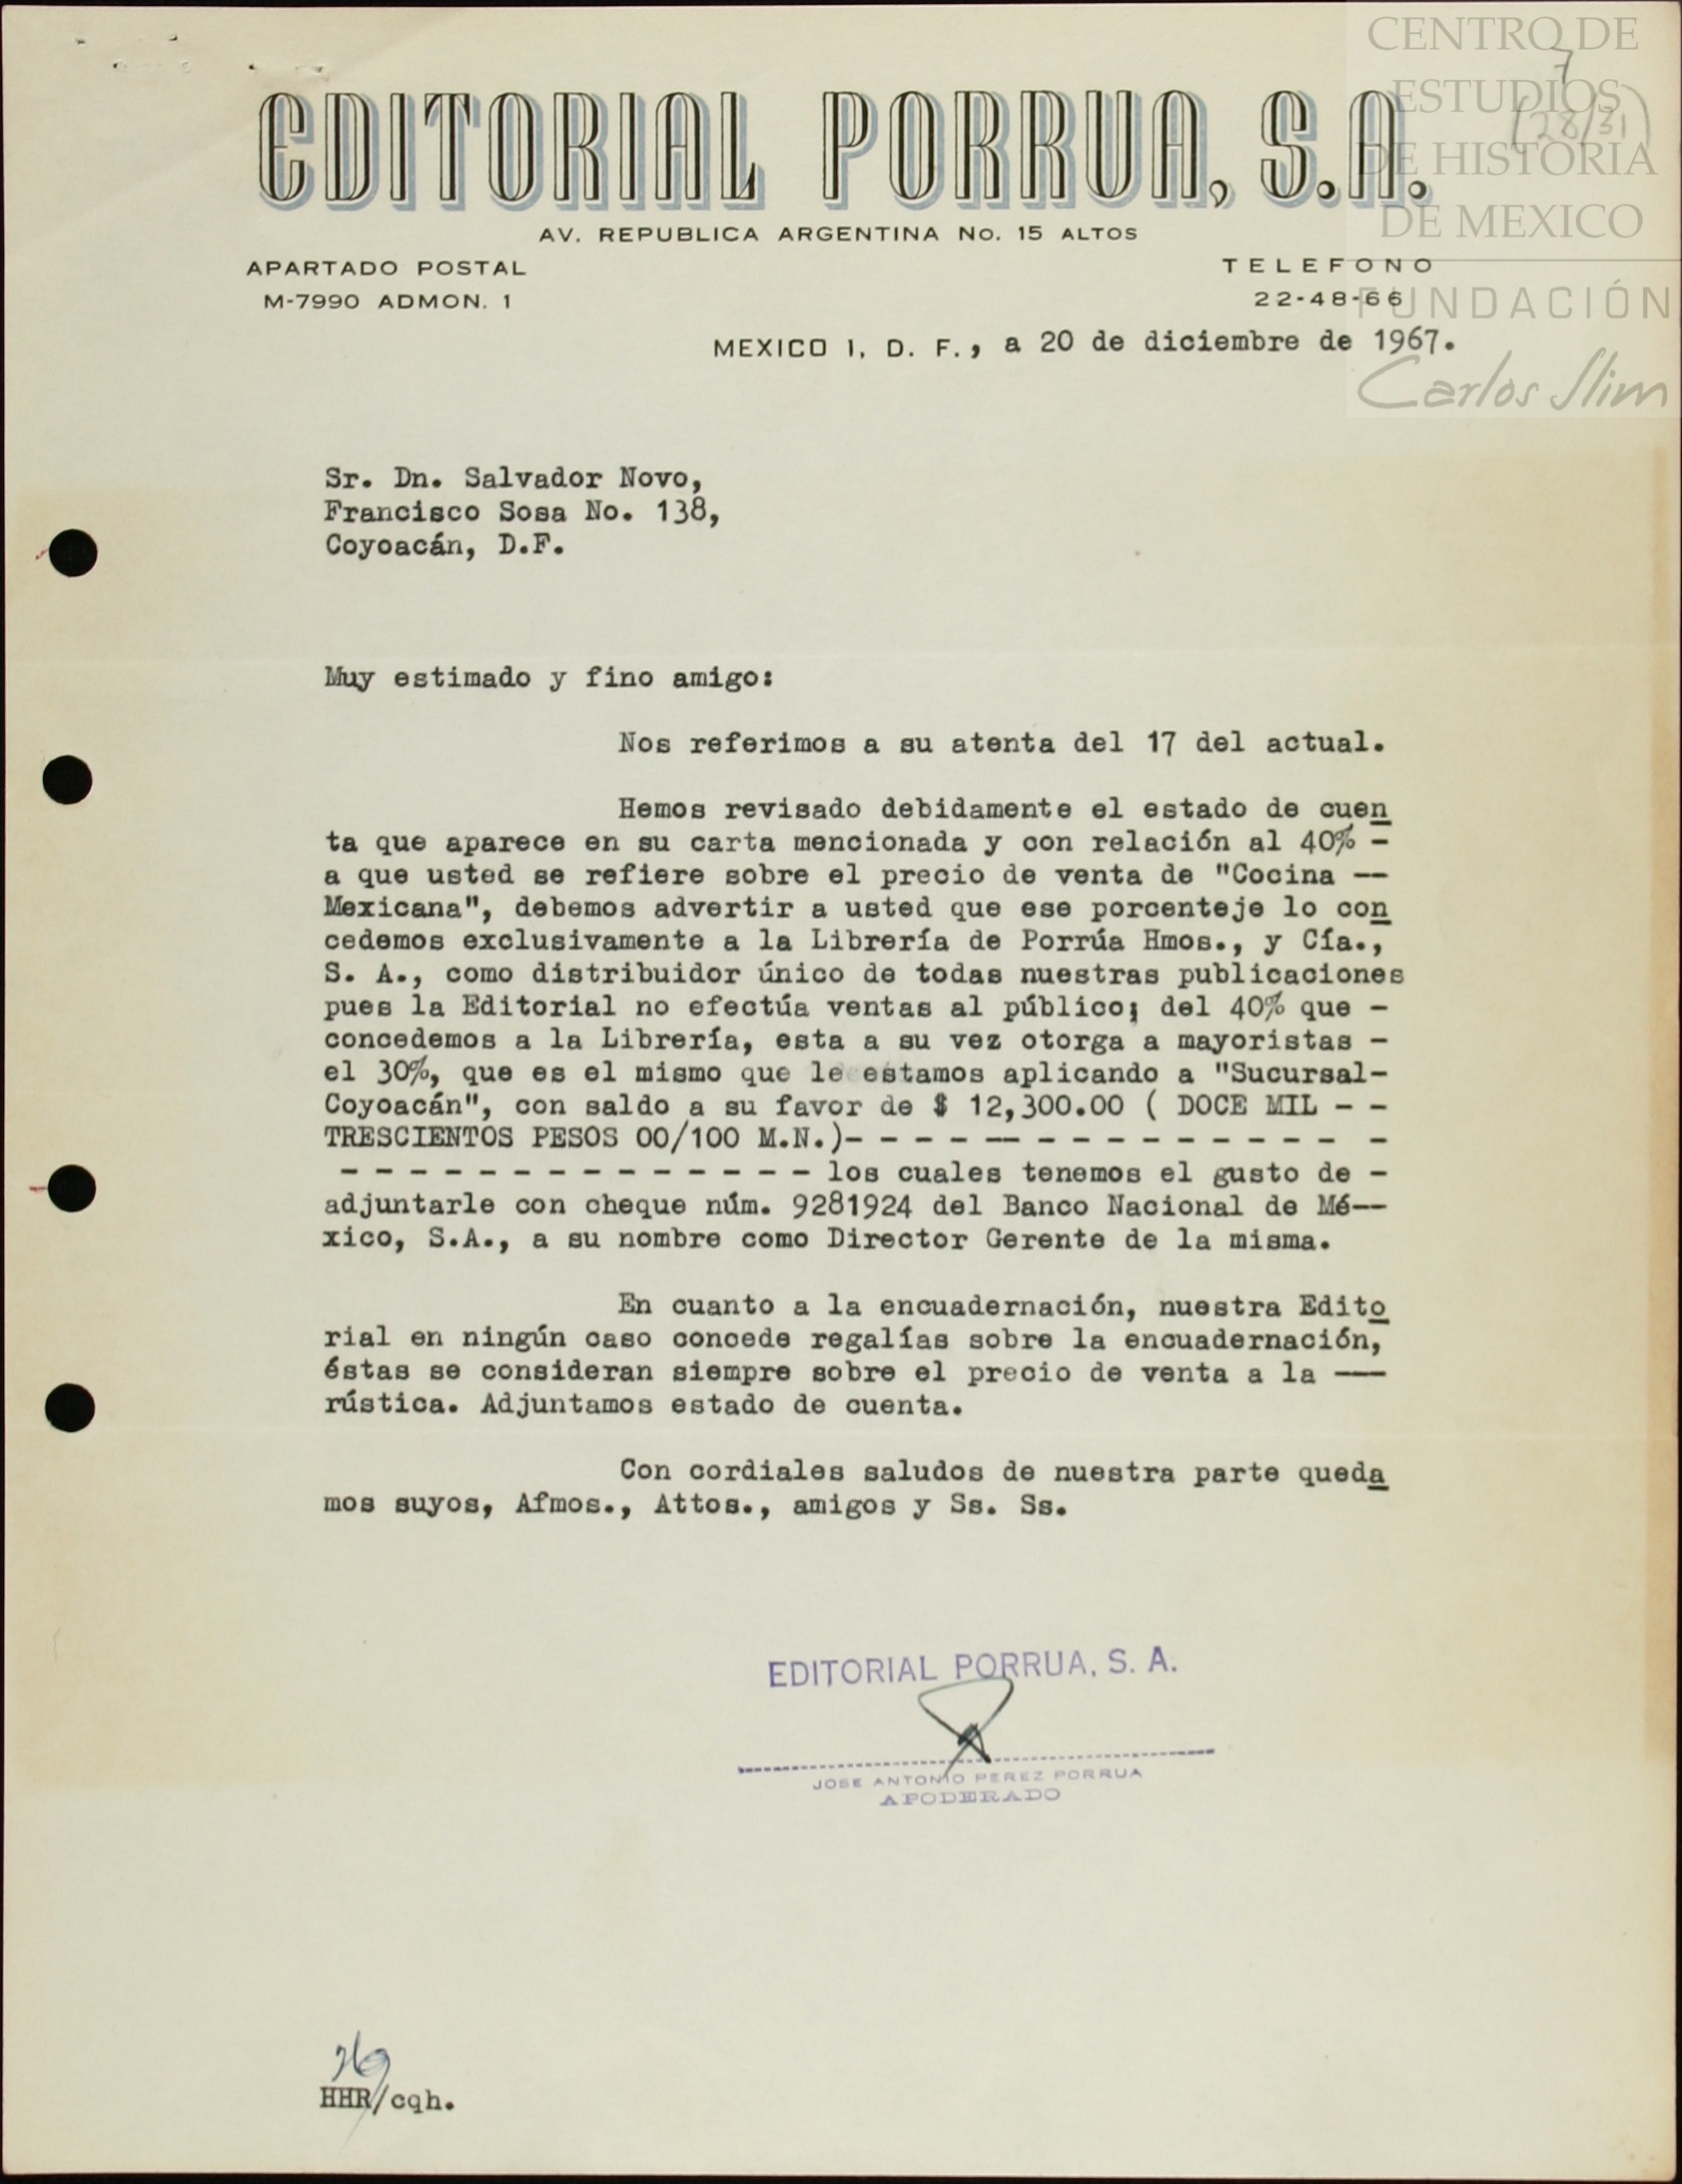 CENTRO DE
ESTUDIOS
DE HISTORIA
DE MEXICO
FUNDACIÓN
Carlos Slim
7
(28/31)
EDITORIAL PORRUA, S.A.
AV. REPUBLICA ARGENTINA No. 15 ALTOS
APARTADO POSTAL
M-7990 ADMON. 1
TELEFONO
22-48-66
MEXICO 1, D. F., a 20 de diciembre de 1967.
Sr. Dn. Salvador Novo,
Francisco Sosa No. 138,
Coyoacán, D.F.
Muy estimado y fino amigo:
Nos referimos a su atenta del 17 del actual.
Hemos revisado debidamente el estado de cuen
ta que aparece en su carta mencionada y con relación al 40% -
a que usted se refiere sobre el precio de venta de "Cocina --
Mexicana", debemos advertir a usted que ese porcenteje lo con
cedemos exclusivamente a la Librería de Porrúa Hmos., y Cía.,
S. A., como distribuidor único de todas nuestras publicaciones
pues la Editorial no efectúa ventas al público; del 40% que -
concedemos a la Librería, esta a su vez otorga a mayoristas -
el 30%, que es el mismo que le estamos aplicando a "Sucursal-
Coyoacán", con saldo a su favor de $ 12,300.00 ( DOCE MIL - -
TRESCIENTOS PESOS 00/100 M.N.)- - - - - -- - - - - - - - - - -
- - - - - - - - - - - - - - los cuales tenemos el gusto de -
adjuntarle con cheque núm. 9281924 del Banco Nacional de Mé--
xico, S.A., a su nombre como Director Gerente de la misma.
En cuanto a la encuadernación, nuestra Edito
rial en ningún caso concede regalías sobre la encuadernación,
éstas se consideran siempre sobre el precio de venta a la ---
rústica. Adjuntamos estado de cuenta.
Con cordiales saludos de nuestra parte queda
mos suyos, Afmos., Attos., amigos y Ss. Ss.
EDITORIAL PORRUA, S. A.
JOSE ANTONIO PEREZ PORRUA
APODERADO
HHR/cqh.